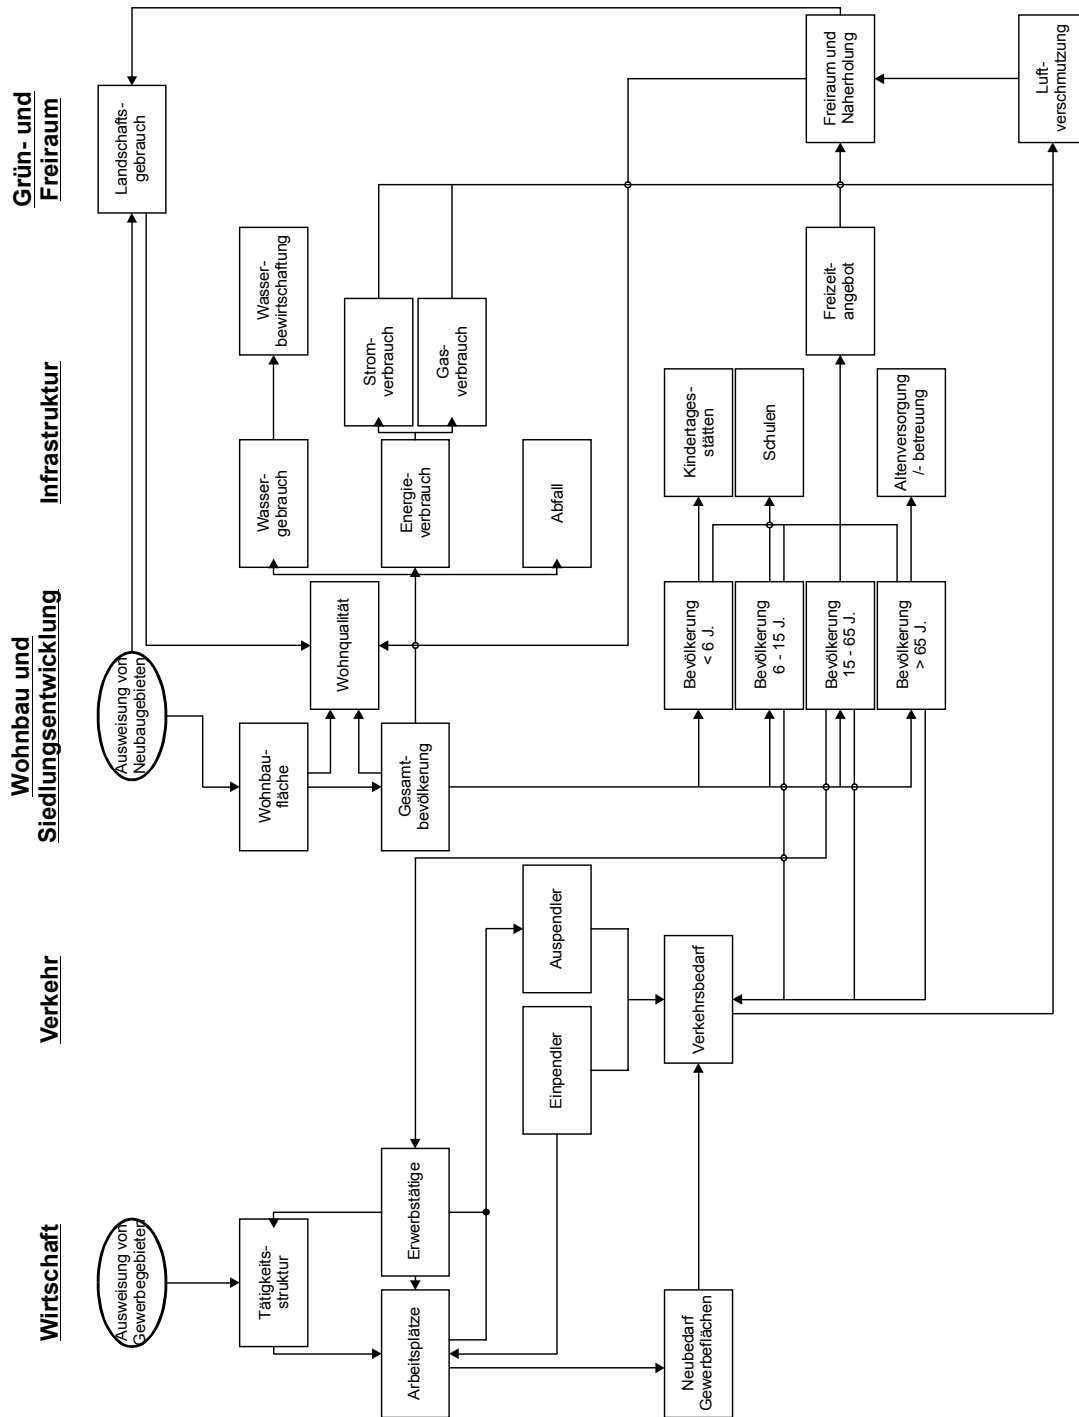 Wirtschaft
Verkehr
Wohnbau und
Siedlungsentwicklung
Infrastruktur
Grün- und
Freiraum
Ausweisung von
Gewerbegebieten
Ausweisung von
Neubaugebieten
Landschafts-
gebrauch
Tätigkeits-
struktur
Wohnbau-
fläche
Wasser-
gebrauch
Wasser-
bewirtschaftung
Wohnqualität
Arbeitsplätze
Erwerbstätige
Gesamt-
bevölkerung
Energie-
verbrauch
Strom-
verbrauch
Gas-
verbrauch
Einpendler
Auspendler
Abfall
Neubedarf
Gewerbeflächen
Verkehrsbedarf
Bevölkerung
< 6 J.
Kindertages-
stätten
Bevölkerung
6 - 15 J.
Schulen
Bevölkerung
15 - 65 J.
Freizeit-
angebot
Freiraum und
Naherholung
Bevölkerung
> 65 J.
Altenversorgung
/- betreuung
Luft-
verschmutzung